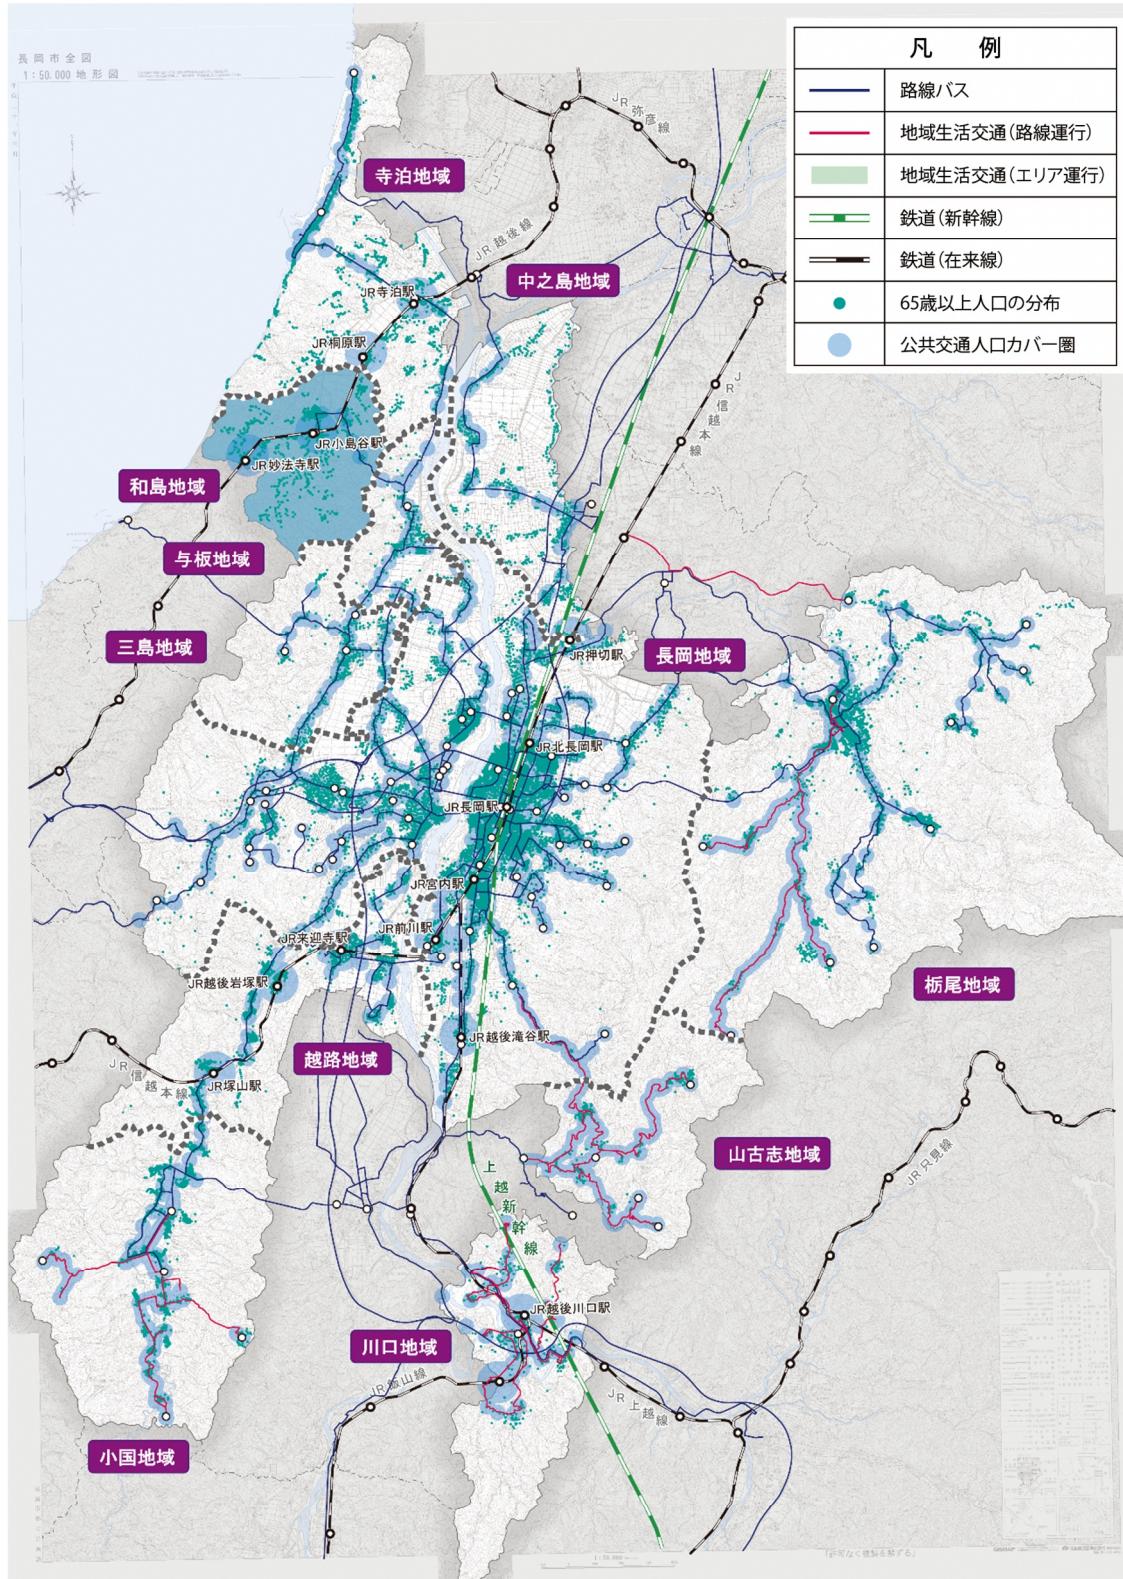 長岡市全図
1:50,000 地形図
凡 例
路線バス
地域生活交通(路線運行)
地域生活交通(エリア運行)
鉄道(新幹線)
鉄道(在来線)
65歳以上人口の分布
公共交通人口カバー圏
JR弥彦線
寺泊地域
JR越後線
中之島地域
JR寺泊駅
JR桐原駅
JR信越本線
JR小島谷駅
JR妙法寺駅
和島地域
与板地域
三島地域
JR押切駅
長岡地域
JR北長岡駅
JR長岡駅
JR宮内駅
JR前川駅
JR来迎寺駅
JR越後岩塚駅
栃尾地域
JR越後滝谷駅
越路地域
JR信越本線
JR塚山駅
山古志地域
JR只見線
上越新幹線
JR越後川口駅
川口地域
JR飯山線
JR上越線
小国地域
1:50,000